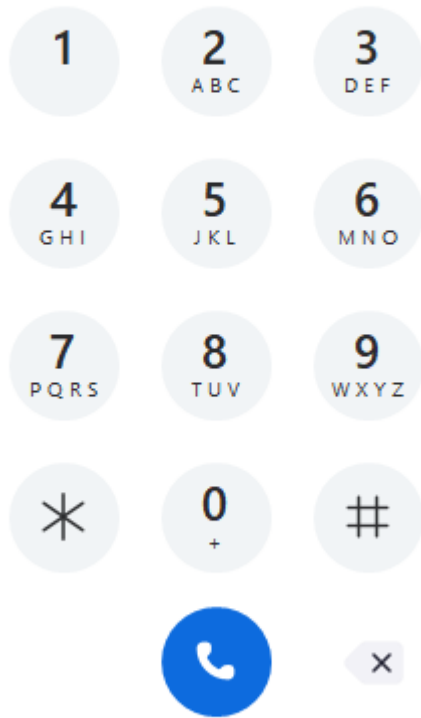 1 2 3
ABC DEF
4 5 6
GHI JKL MNO
7 8 9
PQRS TUV WXYZ
* 0 #
+